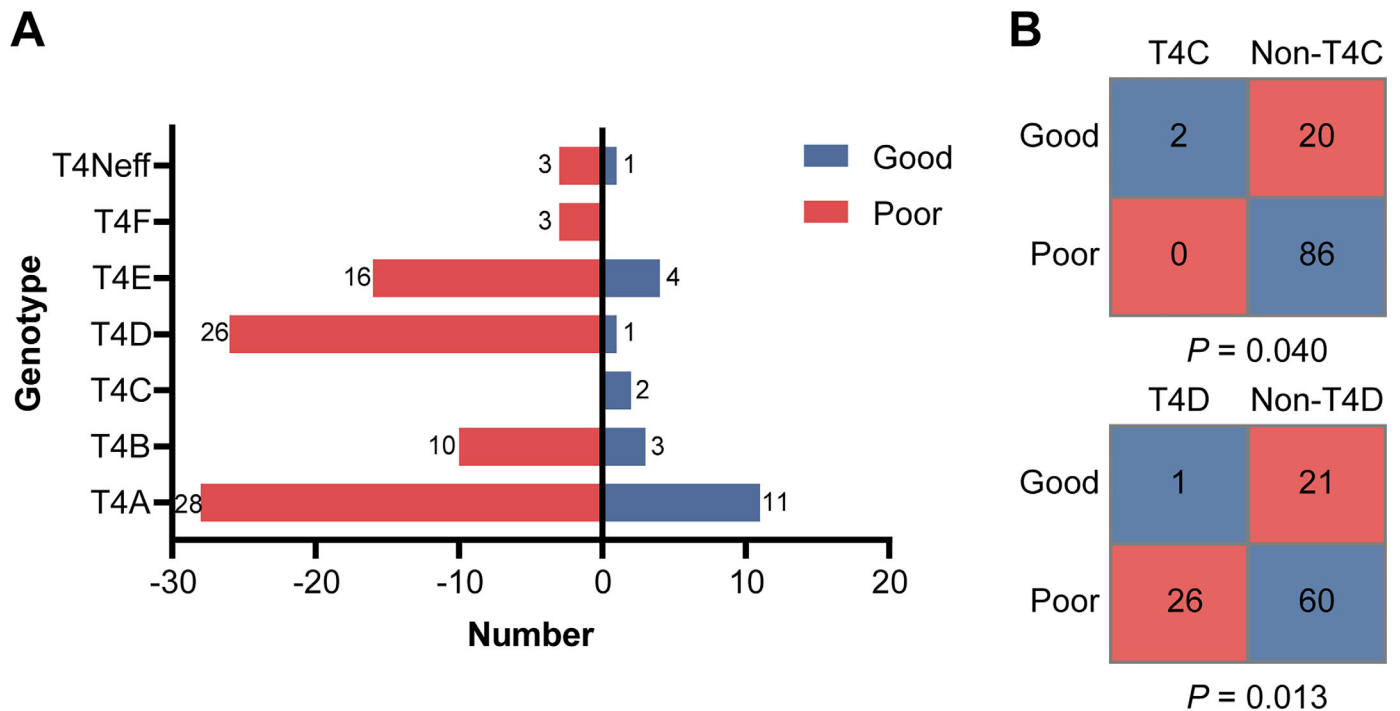 A
T4Neff 3 1
T4F 3
T4E 16 4
T4D 26 1
T4C 2
T4B 10 3
T4A 28 11
Genotype
-30 -20 -10 0 10 20
Number
Good
Poor
B
T4C Non-T4C
Good 2 20
Poor 0 86
P = 0.040
T4D Non-T4D
Good 1 21
Poor 26 60
P = 0.013